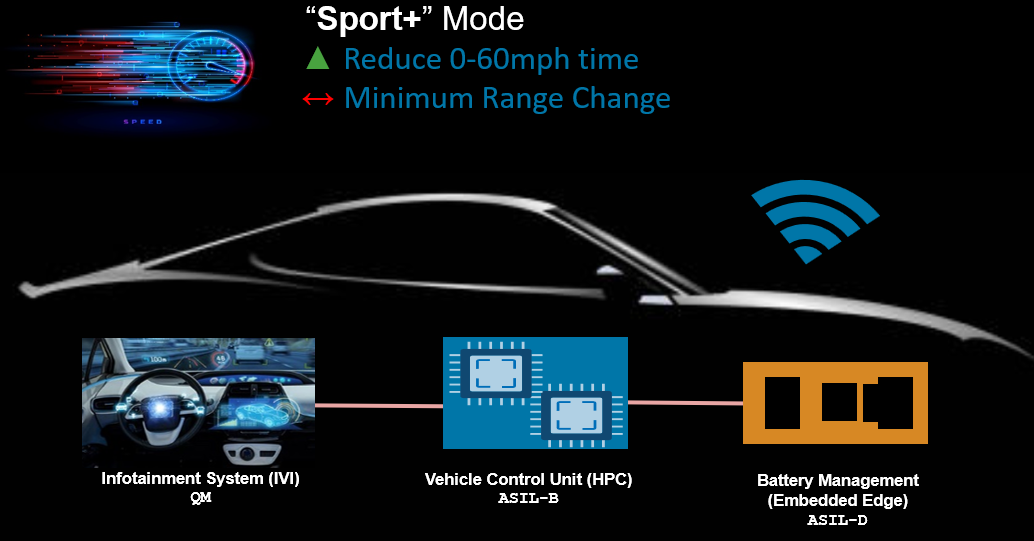 “Sport+” Mode
▲ Reduce 0-60mph time
↔ Minimum Range Change
SPEED
Infotainment System (IVI)
QM
Vehicle Control Unit (HPC)
ASIL-B
Battery Management
(Embedded Edge)
ASIL-D